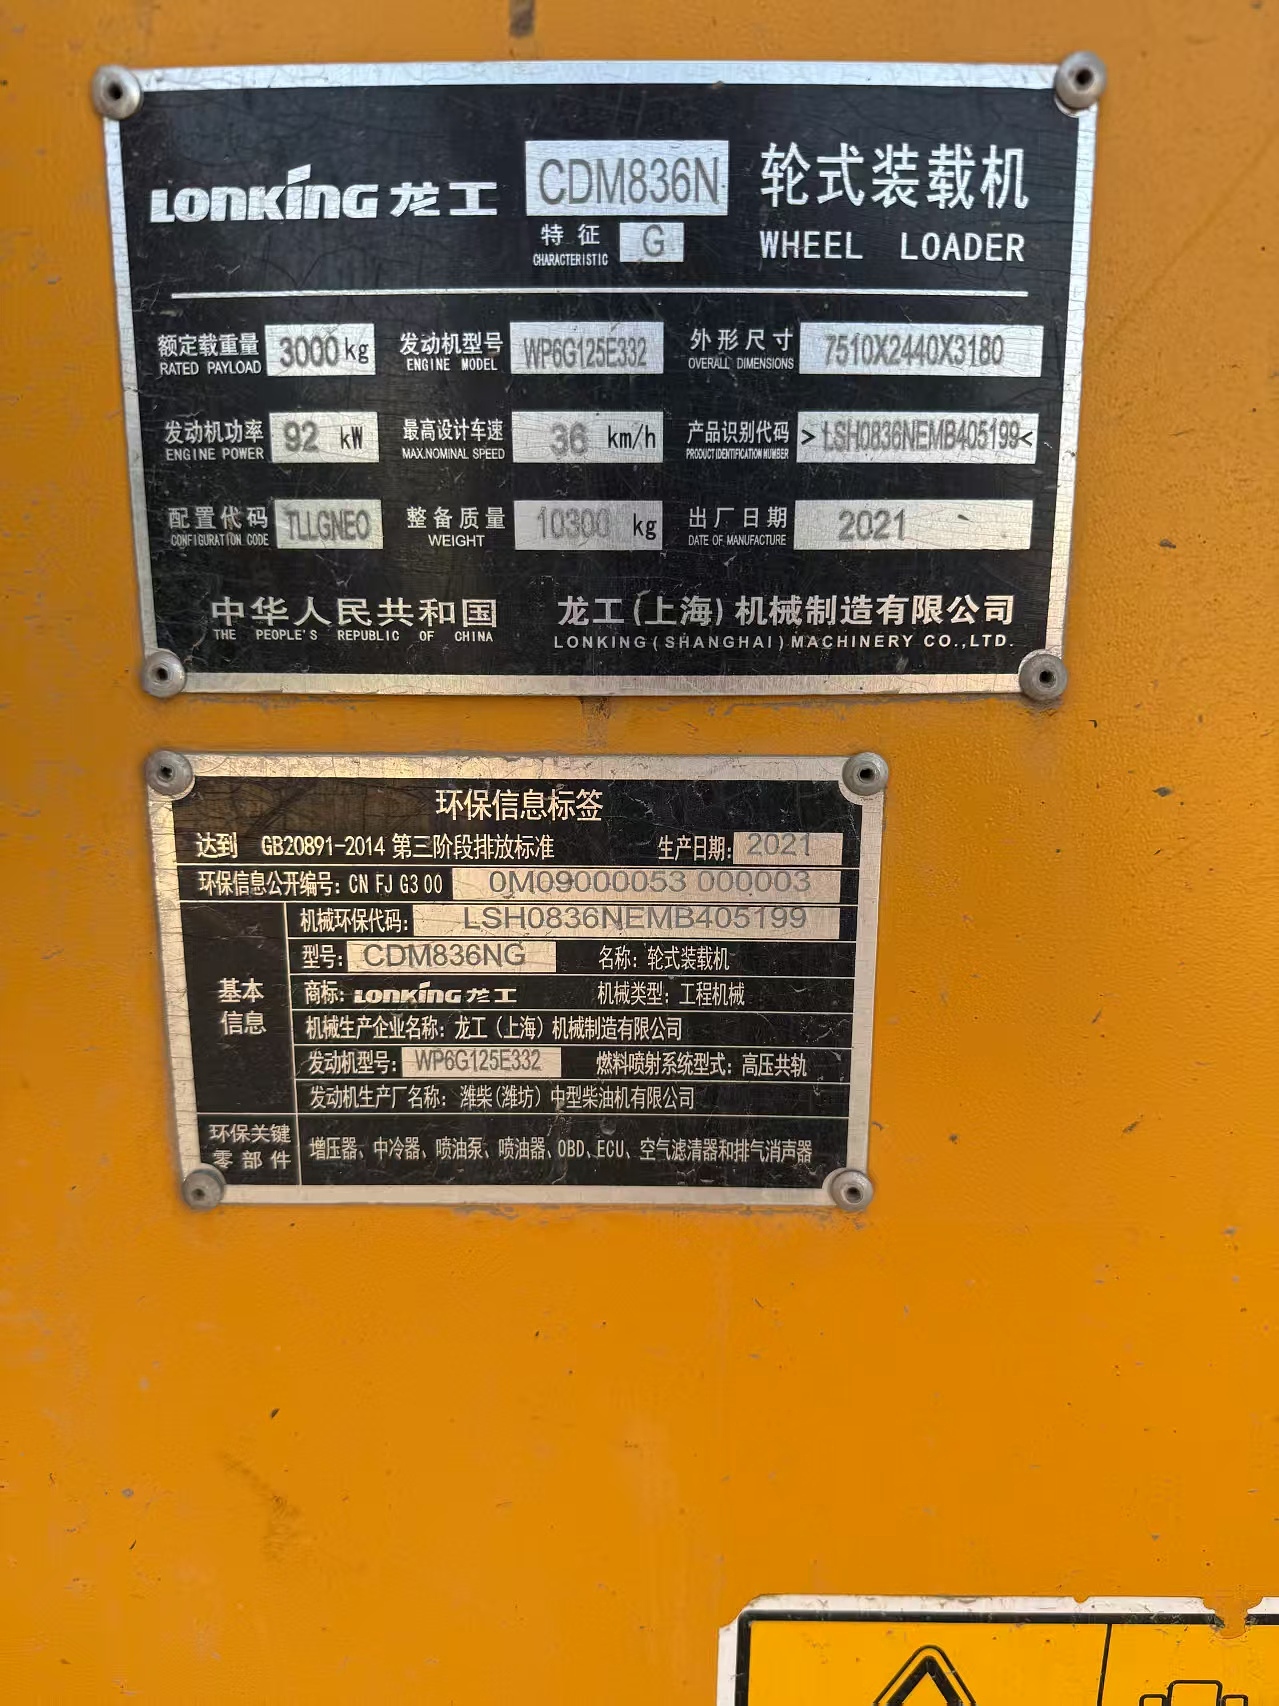 LONKING 龙工 CDM836N 轮式装载机
特征 CHARACTERISTIC G WHEEL LOADER
额定载重量 RATED PAYLOAD 3000 kg 发动机型号 ENGINE MODEL WP6G125E332 外形尺寸 OVERALL DIMENSIONS 7510X2440X3180
发动机功率 ENGINE POWER 92 kW 最高设计车速 MAX.NOMINAL SPEED 36 km/h 产品识别代码 PRODUCT IDENTIFICATION NUMBER >LSH0836NEMB405199<
配置代码 CONFIGURATION CODE TLLGNE0 整备质量 WEIGHT 10300 kg 出厂日期 DATE OF MANUFACTURE 2021
中华人民共和国 龙工(上海)机械制造有限公司
THE PEOPLE'S REPUBLIC OF CHINA LONKING(SHANGHAI)MACHINERY CO.,LTD.
环保信息标签
达到 GB20891-2014 第三阶段排放标准 生产日期: 2021
环保信息公开编号: CN FJ G3 00 0M09000053 000003
基本信息
机械环保代码: LSH0836NEMB405199
型号: CDM836NG 名称: 轮式装载机
商标: LONKING 龙工 机械类型: 工程机械
机械生产企业名称: 龙工(上海)机械制造有限公司
发动机型号: WP6G125E332 燃料喷射系统型式: 高压共轨
发动机生产厂名称: 潍柴(潍坊)中型柴油机有限公司
环保关键零部件 增压器、中冷器、喷油泵、喷油器、OBD、ECU、空气滤清器和排气消声器